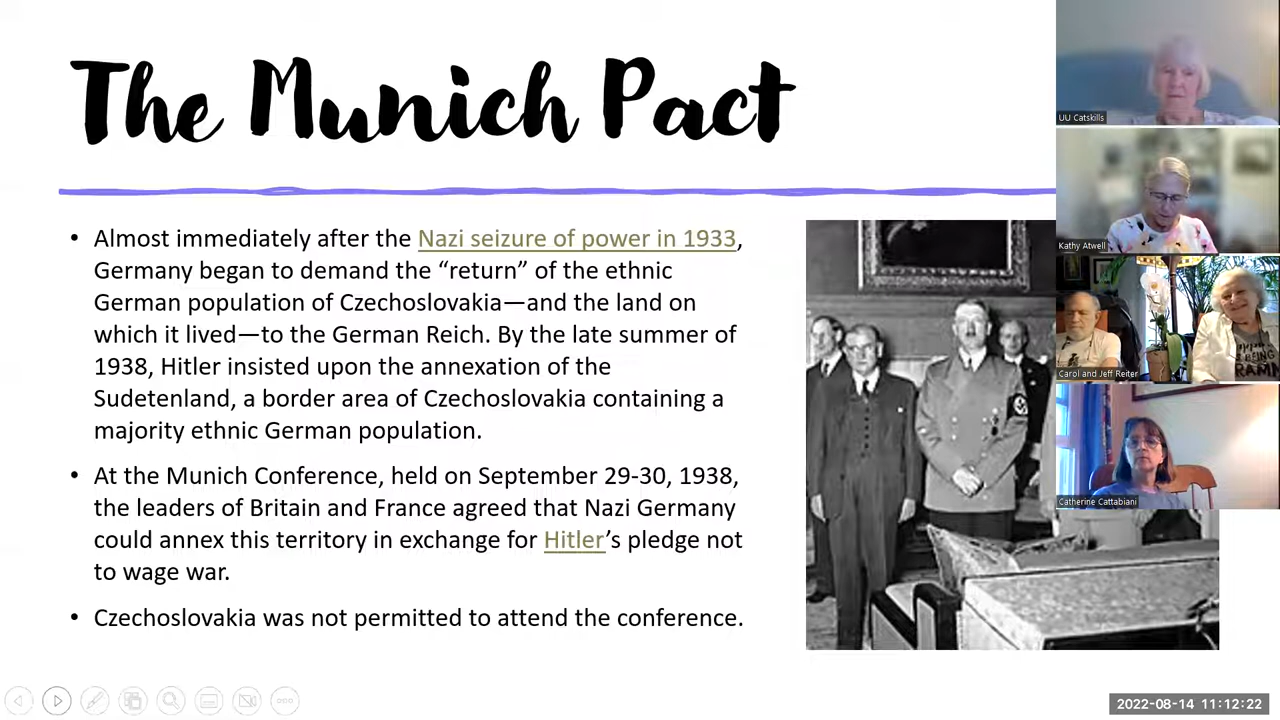 The Munich Pact
• Almost immediately after the Nazi seizure of power in 1933,
Germany began to demand the “return” of the ethnic
German population of Czechoslovakia—and the land on
which it lived—to the German Reich. By the late summer of
1938, Hitler insisted upon the annexation of the
Sudetenland, a border area of Czechoslovakia containing a
majority ethnic German population.
• At the Munich Conference, held on September 29-30, 1938,
the leaders of Britain and France agreed that Nazi Germany
could annex this territory in exchange for Hitler’s pledge not
to wage war.
• Czechoslovakia was not permitted to attend the conference.
UU Catskills
Kathy Atwell
BEING
Carol and Jeff Reiter
Catherine Cattabiani
2022-08-14 11:12:22